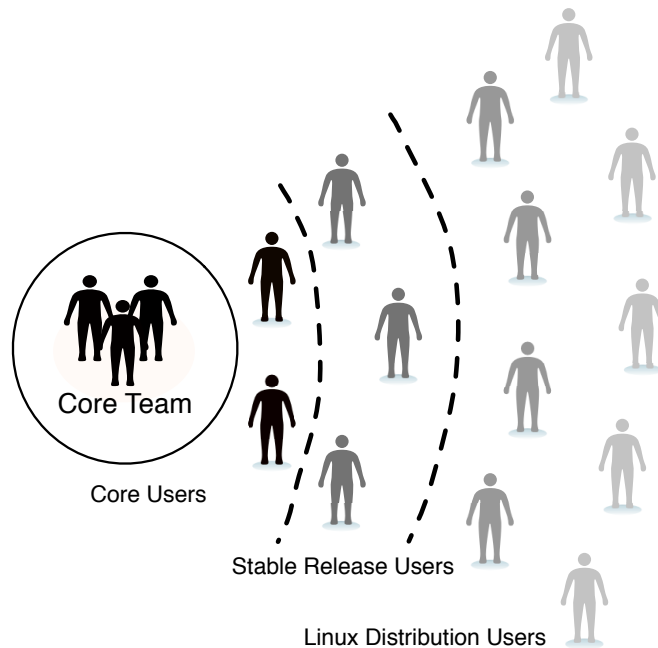 Core Team
Core Users
Stable Release Users
Linux Distribution Users